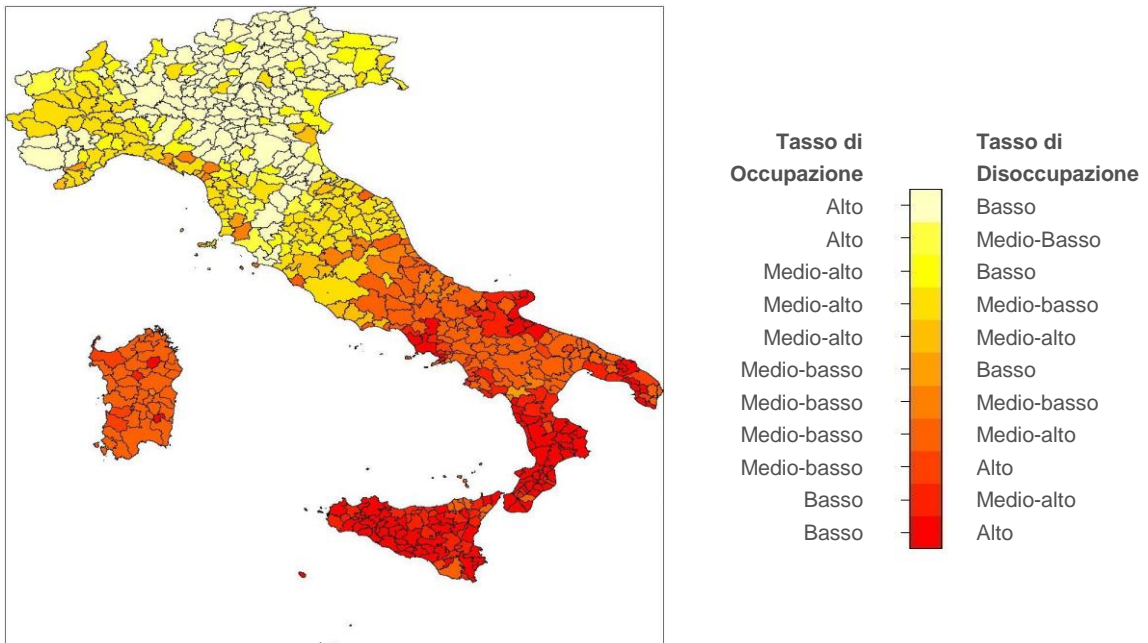 Tasso di Tasso di
Occupazione Disoccupazione
Alto Basso
Alto Medio-Basso
Medio-alto Basso
Medio-alto Medio-basso
Medio-alto Medio-alto
Medio-basso Basso
Medio-basso Medio-basso
Medio-basso Medio-alto
Medio-basso Alto
Basso Medio-alto
Basso Alto